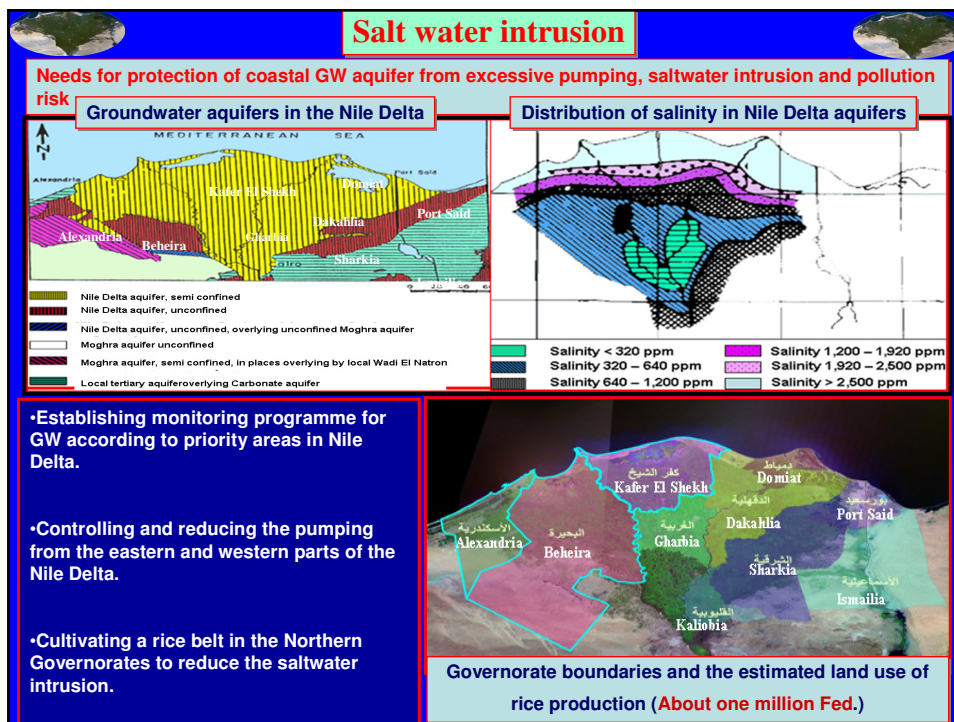 Salt water intrusion
Needs for protection of coastal GW aquifer from excessive pumping, saltwater intrusion and pollution
risk
Groundwater aquifers in the Nile Delta
N
MEDITERRANEAN SEA
Alexandria
Port Said
Kafer El Shekh
Domiat
Dakahlia
Port Said
Alexandria
Beheira
Gharbia
Cairo
Sharkia
Nile Delta aquifer, semi confined
Nile Delta aquifer, unconfined
Nile Delta aquifer, unconfined, overlying unconfined Moghra aquifer
Moghra aquifer unconfined
Moghra aquifer, semi confined, in places overlying by local Wadi El Natron
Local tertiary aquiferoverlying Carbonate aquifer
Distribution of salinity in Nile Delta aquifers
Salinity < 320 ppm
Salinity 320 – 640 ppm
Salinity 640 – 1,200 ppm
Salinity 1,200 – 1,920 ppm
Salinity 1,920 – 2,500 ppm
Salinity > 2,500 ppm
•Establishing monitoring programme for
GW according to priority areas in Nile
Delta.
•Controlling and reducing the pumping
from the eastern and western parts of the
Nile Delta.
•Cultivating a rice belt in the Northern
Governorates to reduce the saltwater
intrusion.
كفر الشيخ
Kafer El Shekh
دمياط
Domiat
الدقهلية
Dakahlia
بورسعيد
Port Said
الأسكندرية
Alexandria
البحيرة
Beheira
الغربية
Gharbia
الشرقية
Sharkia
الأسماعيلية
Ismailia
القليوبية
Kaliobia
Governorate boundaries and the estimated land use of
rice production (About one million Fed.)